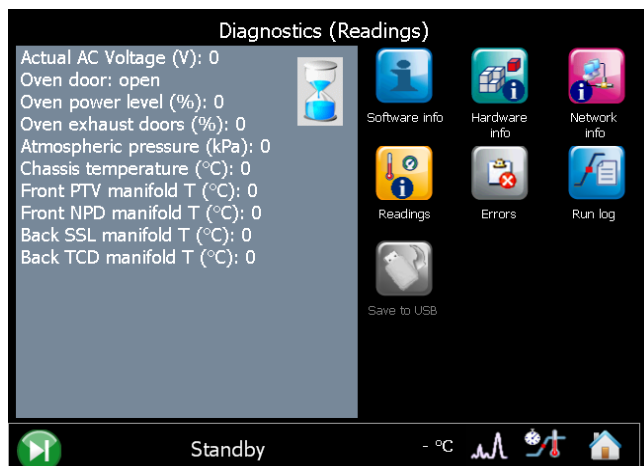 Diagnostics (Readings)
Actual AC Voltage (V): 0
Oven door: open
Oven power level (%): 0
Oven exhaust doors (%): 0
Atmospheric pressure (kPa): 0
Chassis temperature (°C): 0
Front PTV manifold T (°C): 0
Front NPD manifold T (°C): 0
Back SSL manifold T (°C): 0
Back TCD manifold T (°C): 0
Software info
Hardware
info
Network
info
Readings
Errors
Run log
Save to USB
Standby
- °C